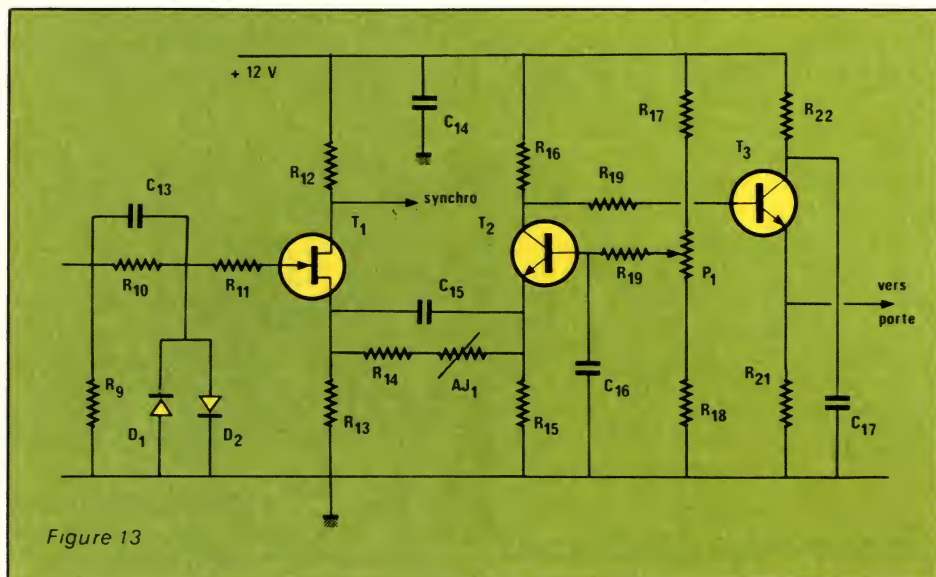 + 12 V
C14
R12
R16
R17
R22
T3
C13
synchro
T1
T2
R19
R10
R11
R19
P1
C15
vers
porte
R14
AJ1
C16
R9
D1
D2
R13
R15
R18
R21
C17
Figure 13